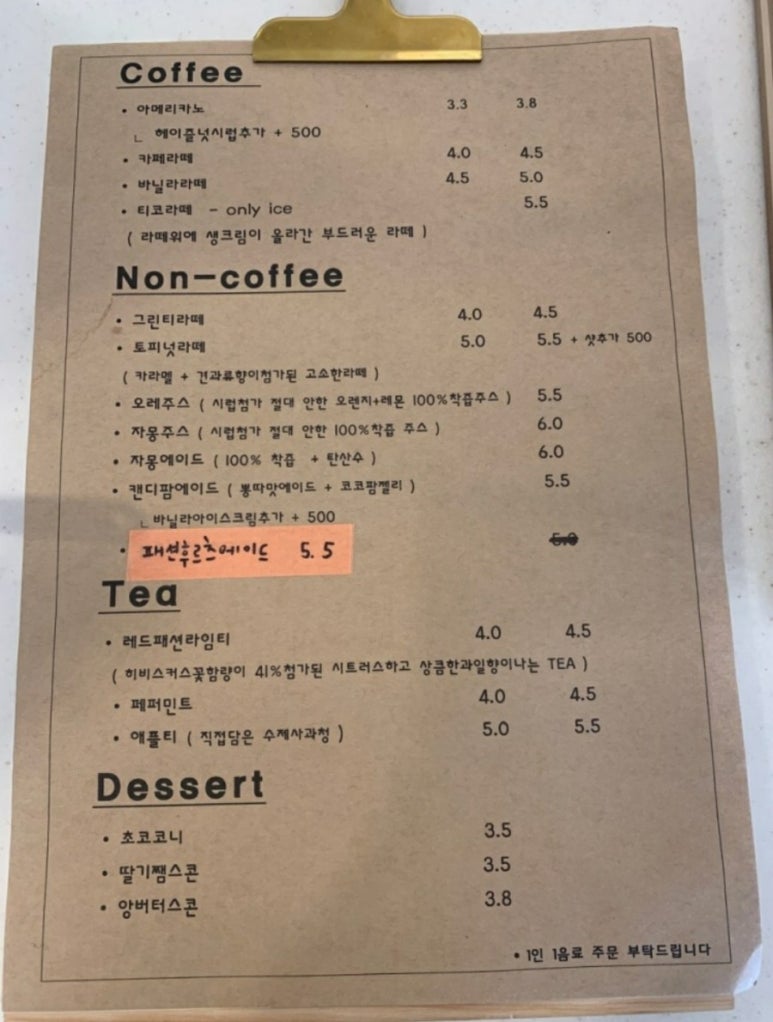 Coffee
• 아메리카노 3.3 3.8
ㄴ 헤이즐넛시럽추가 + 500
• 카페라떼 4.0 4.5
• 바닐라라떼 4.5 5.0
• 티코라떼 - only ice 5.5
( 라떼위에 생크림이 올라간 부드러운 라떼 )
Non-coffee
• 그린티라떼 4.0 4.5
• 토피넛라떼 5.0 5.5 + 샷추가 500
( 카라멜 + 견과류향이첨가된 고소한라떼 )
• 오레주스 ( 시럽첨가 절대 안한 오렌지+레몬 100%착즙주스 ) 5.5
• 자몽주스 ( 시럽첨가 절대 안한 100%착즙 주스 ) 6.0
• 자몽에이드 ( 100% 착즙 + 탄산수 ) 6.0
• 캔디팜에이드 ( 뽕따맛에이드 + 코코팜젤리 ) 5.5
ㄴ 바닐라아이스크림추가 + 500
• 패션후르츠에이드 5.5
Tea
• 레드패션라임티 4.0 4.5
( 히비스커스꽃함량이 41%첨가된 시트러스하고 상큼한과일향이나는 TEA )
• 페퍼민트 4.0 4.5
• 애플티 ( 직접담은 수제사과청 ) 5.0 5.5
Dessert
• 초코코니 3.5
• 딸기쨈스콘 3.5
• 앙버터스콘 3.8
• 1인 1음료 주문 부탁드립니다